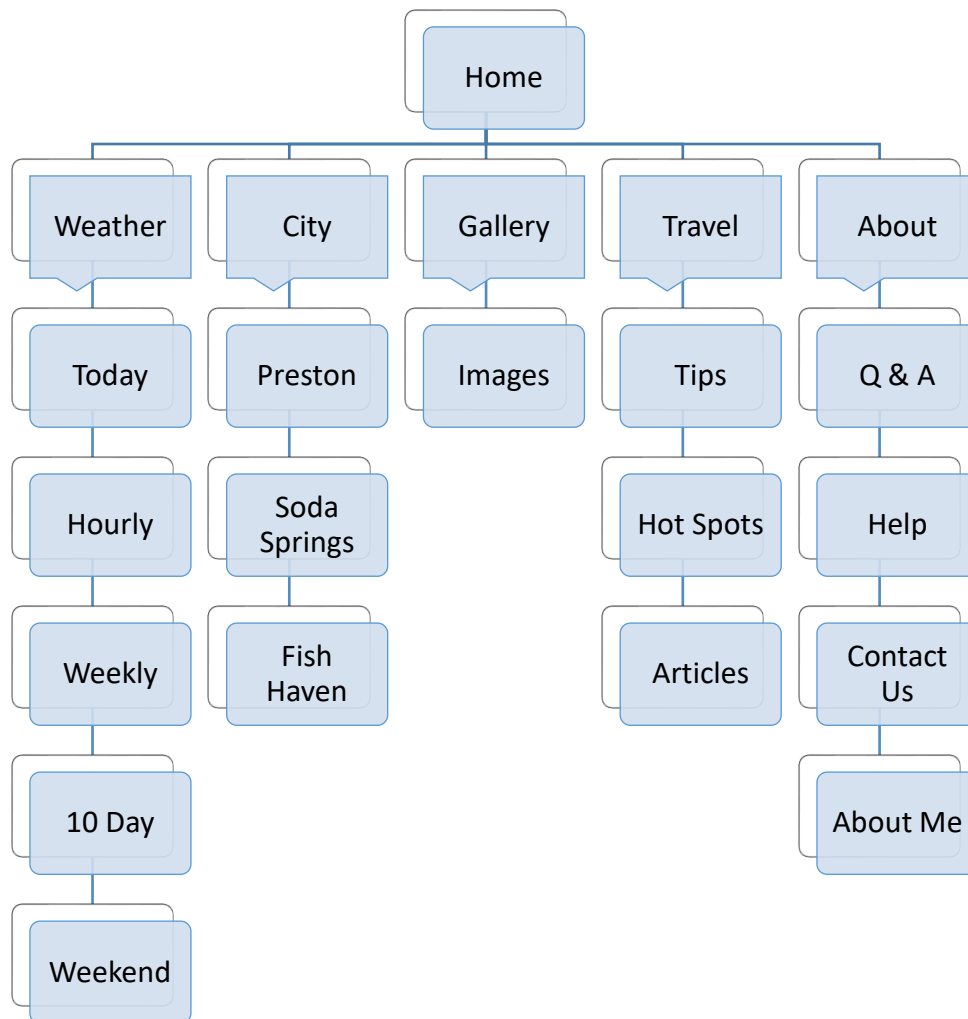 Home
Weather
City
Gallery
Travel
About
Today
Preston
Images
Tips
Q & A
Hourly
Soda
Springs
Hot Spots
Help
Weekly
Fish
Haven
Articles
Contact
Us
10 Day
About Me
Weekend